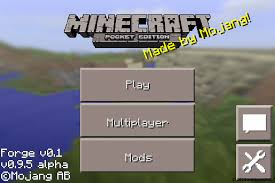 MINECRAFT
POCKET EDITION
Made by Mojang!
Play
Multiplayer
Mods
Forge v0.1
v0.9.5 alpha
©Mojang AB